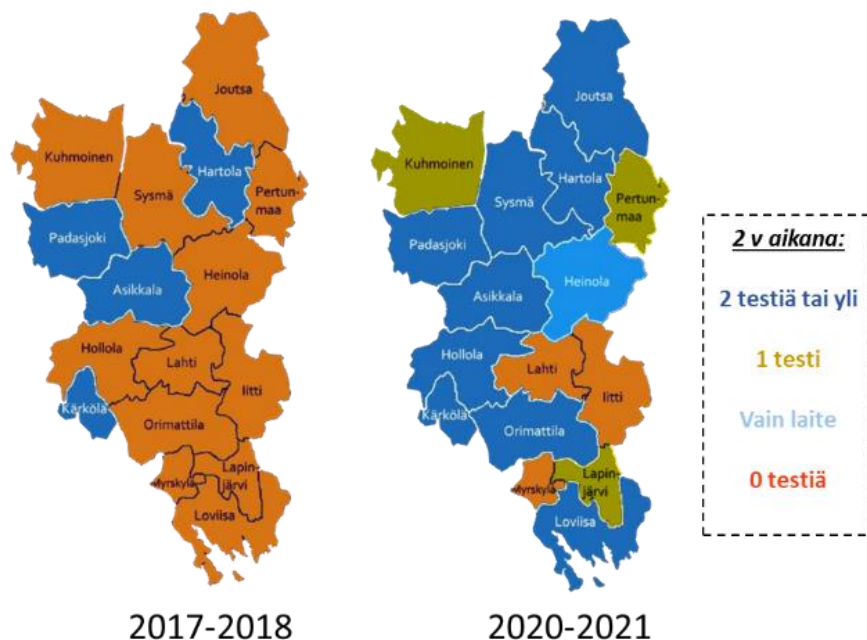 Joutsa
Kuhmoinen
Hartola
Sysmä
Pertun-
maa
Padasjoki
Heinola
Asikkala
Hollola
Lahti
Iitti
Kärkölä
Orimattila
Myrskylä
Lapin-
järvi
Loviisa
2017-2018
Joutsa
Kuhmoinen
Hartola
Sysmä
Pertun-
maa
Padasjoki
Heinola
Asikkala
Hollola
Lahti
Iitti
Kärkölä
Orimattila
Myrskylä
Lapin-
järvi
Loviisa
2020-2021
2 v aikana:
2 testiä tai yli
1 testi
Vain laite
0 testiä